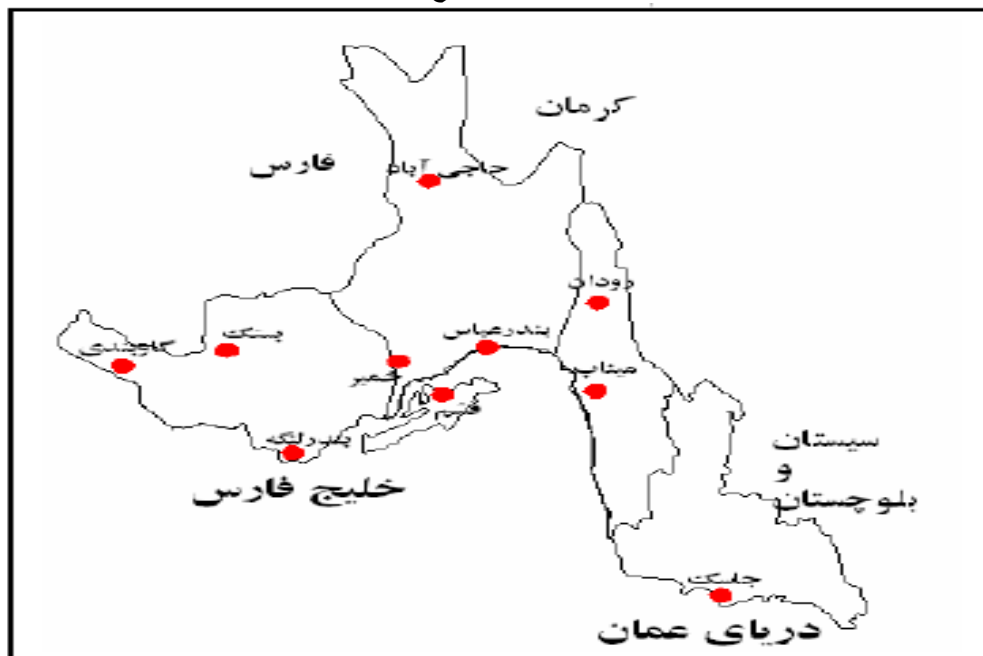 کرمان
فارس
حاجی آباد
رودان
بندرعباس
بستک
گاوبندی
خمیر
میناب
قشم
بندرلنگه
سیستان
و
بلوچستان
خلیج فارس
جاسک
دریای عمان